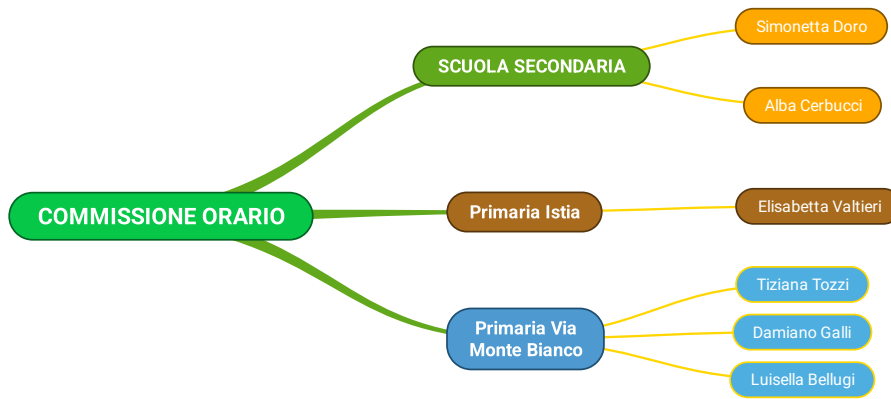 COMMISSIONE ORARIO
SCUOLA SECONDARIA
Simonetta Doro
Alba Cerbucci
Primaria Istia
Elisabetta Valtieri
Primaria Via
Monte Bianco
Tiziana Tozzi
Damiano Galli
Luisella Bellugi